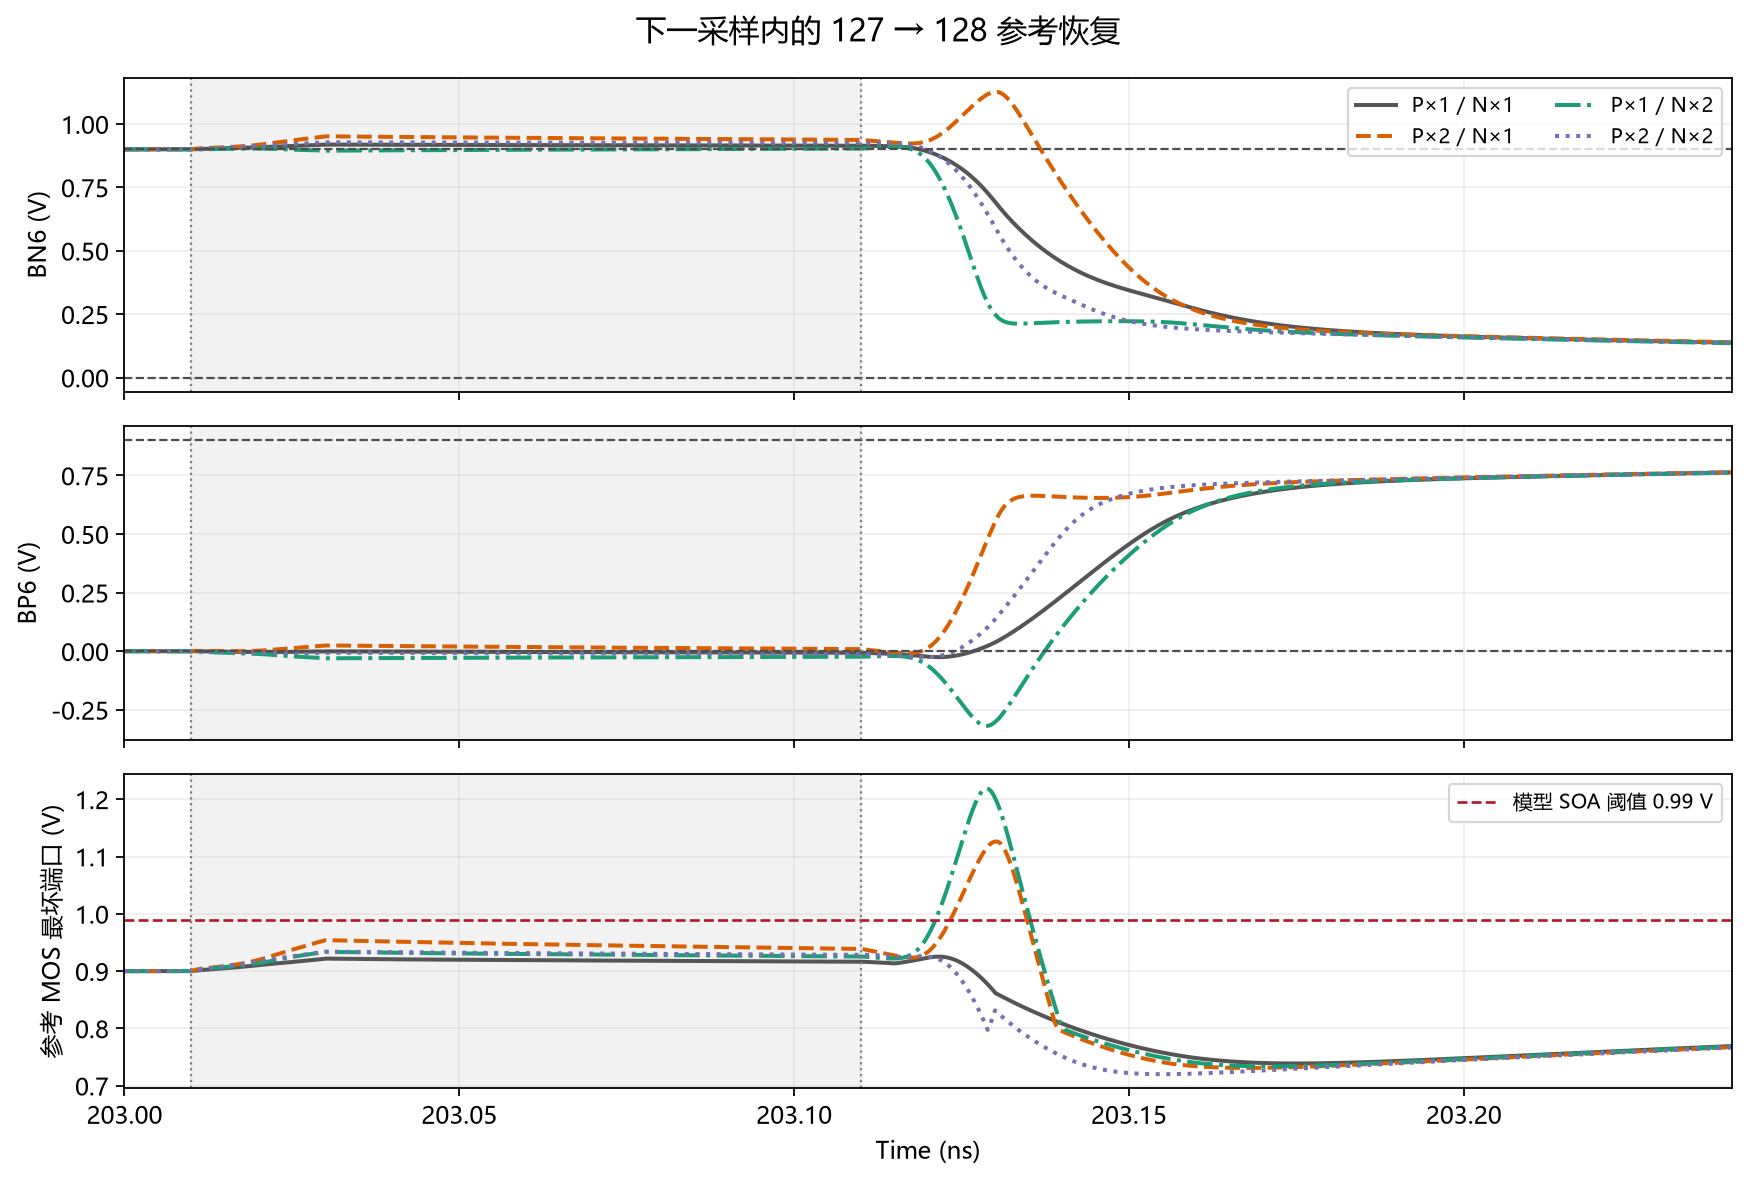 下一采样内的 127 → 128 参考恢复
BN6 (V)
1.00
0.75
0.50
0.25
0.00
P×1 / N×1
P×2 / N×1
P×1 / N×2
P×2 / N×2
BP6 (V)
0.75
0.50
0.25
0.00
-0.25
参考 MOS 最坏端口 (V)
1.2
1.1
1.0
0.9
0.8
0.7
模型 SOA 阈值 0.99 V
203.00
203.05
203.10
203.15
203.20
Time (ns)